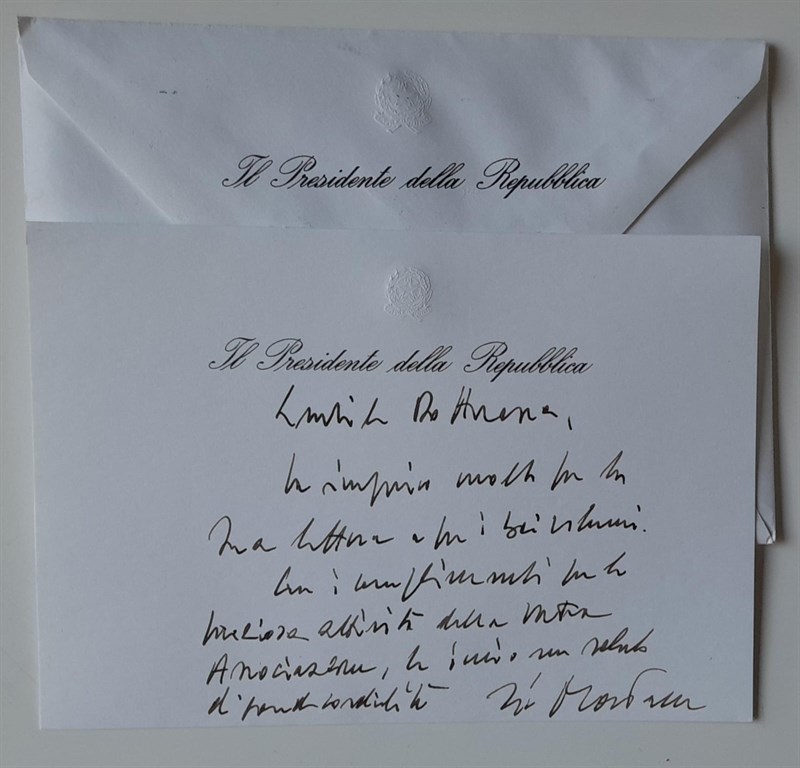 Il Presidente della Repubblica
Il Presidente della Repubblica
Gentile Dottoressa,
La ringrazio molto per la
Sua lettera e per i bei volumi.
Con i complimenti per la
preziosa attività della Vostra
Associazione, Le invio un saluto
di grande cordialità